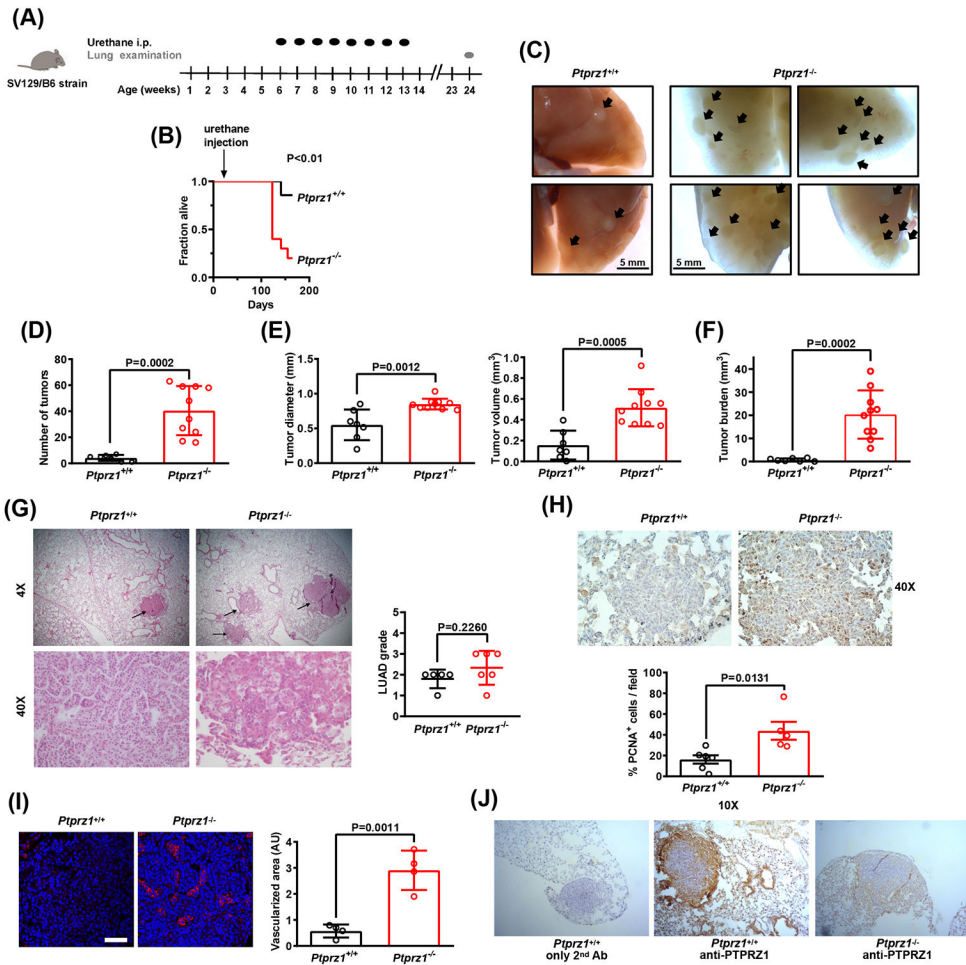 (A)
Urethane i.p.
Lung examination
SV129/B6 strain
Age (weeks) 1 2 3 4 5 6 7 8 9 10 11 12 13 14 23 24
(B)
urethane
injection
P<0.01
Fraction alive
1.0
0.5
0.0
Ptprz1+/+
Ptprz1-/-
0 100 200
Days
(C)
Ptprz1+/+ Ptprz1-/-
5 mm 5 mm
(D)
P=0.0002
Number of tumors
80
60
40
20
0
Ptprz1+/+ Ptprz1-/-
(E)
P=0.0012
Tumor diameter (mm)
1.5
1.0
0.5
0.0
Ptprz1+/+ Ptprz1-/-
P=0.0005
Tumor volume (mm3)
1.0
0.8
0.6
0.4
0.2
0.0
Ptprz1+/+ Ptprz1-/-
(F)
P=0.0002
Tumor burden (mm3)
50
40
30
20
10
0
Ptprz1+/+ Ptprz1-/-
(G)
Ptprz1+/+ Ptprz1-/-
4X
40X
P=0.2260
LUAD grade
5
4
3
2
1
0
Ptprz1+/+ Ptprz1-/-
(H)
Ptprz1+/+ Ptprz1-/-
40X
P=0.0131
% PCNA+ cells / field
100
80
60
40
20
0
Ptprz1+/+ Ptprz1-/-
(I)
Ptprz1+/+ Ptprz1-/-
P=0.0011
Vascularized area (AU)
4
3
2
1
0
Ptprz1+/+ Ptprz1-/-
(J)
10X
Ptprz1+/+ Ptprz1+/+ Ptprz1-/-
only 2nd Ab anti-PTPRZ1 anti-PTPRZ1